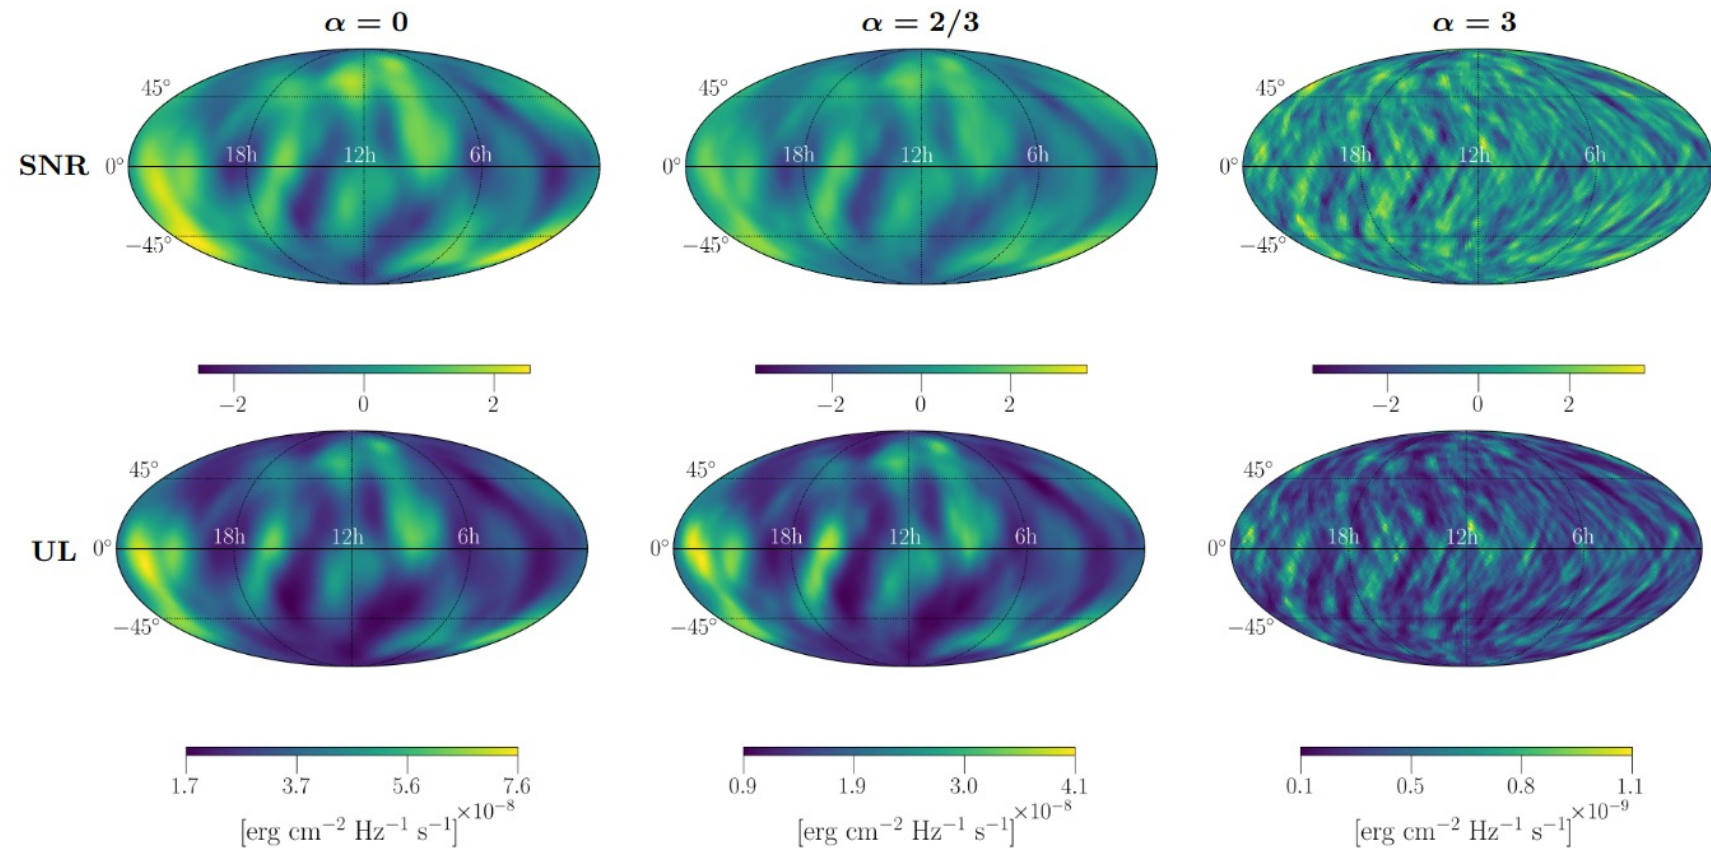 α = 0 α = 2/3 α = 3
45° 45° 45°
SNR 0° 18h 12h 6h 0° 18h 12h 6h 0° 18h 12h 6h
−45° −45° −45°
−2 0 2 −2 0 2 −2 0 2
45° 45° 45°
UL 0° 18h 12h 6h 0° 18h 12h 6h 0° 18h 12h 6h
−45° −45° −45°
1.7 3.7 5.6 7.6 0.9 1.9 3.0 4.1 0.1 0.5 0.8 1.1
×10⁻⁸ ×10⁻⁸ ×10⁻⁹
[erg cm⁻² Hz⁻¹ s⁻¹] [erg cm⁻² Hz⁻¹ s⁻¹] [erg cm⁻² Hz⁻¹ s⁻¹]